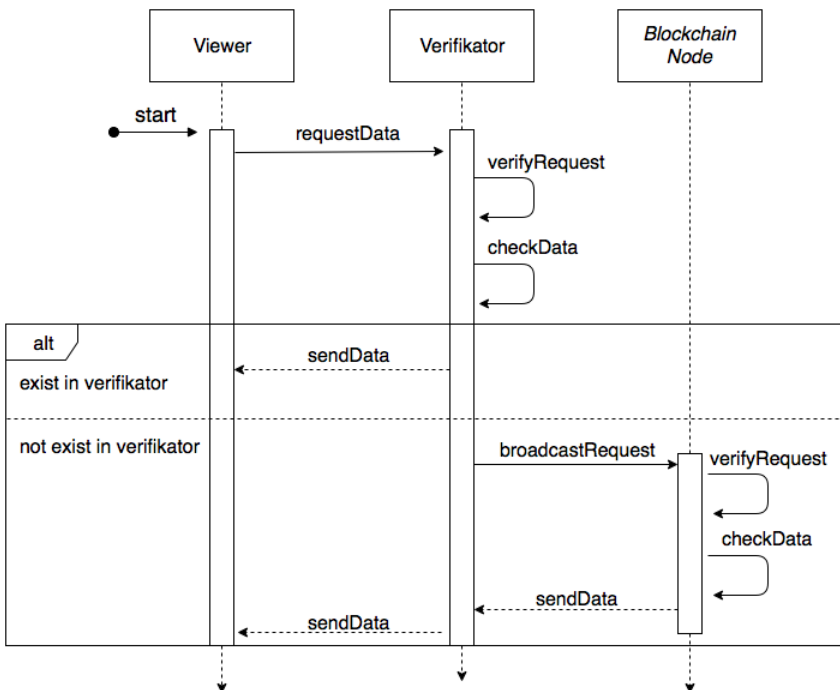 Viewer
Verifikator
Blockchain
Node
start
requestData
verifyRequest
checkData
alt
sendData
exist in verifikator
not exist in verifikator
broadcastRequest
verifyRequest
checkData
sendData
sendData